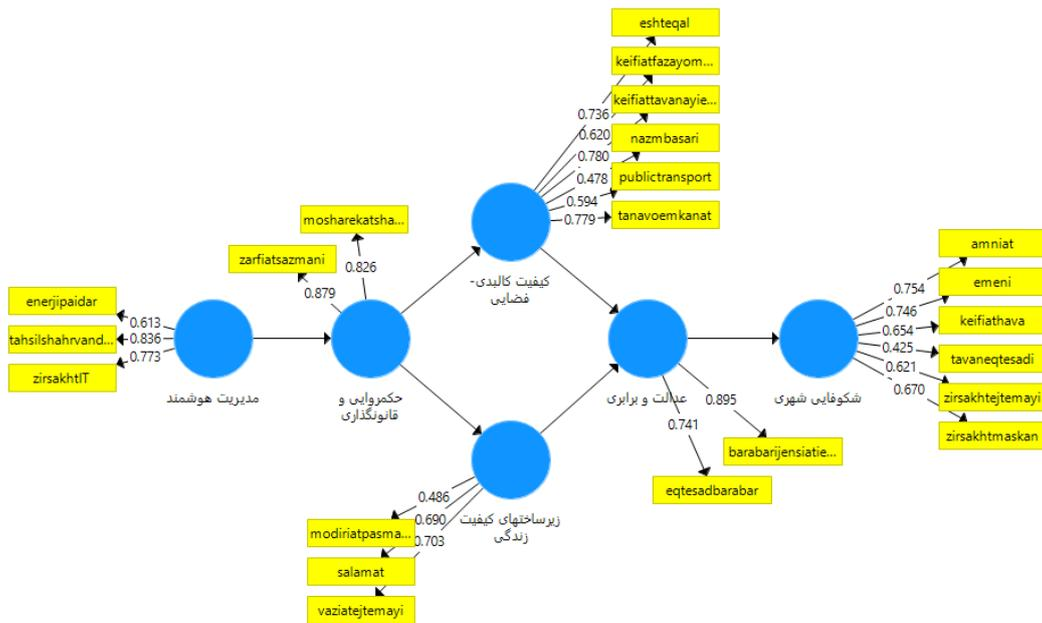 eshteqal
keifiatfazayom...
keifiattavanayie...
nazmbasari
publictransport
tanavoemkanat
0.736
0.620
0.780
0.478
0.594
0.779
کیفیت کالبدی-
فضایی
mosharekatsha...
zarfiatsazmani
0.826
0.879
حکمروایی و
قانونگذاری
enerjipaidar
tahsilshahrvand...
zirsakhtIT
0.613
0.836
0.773
مدیریت هوشمند
amniat
emeni
keifiathava
tavaneqtesadi
zirsakhtejtemayi
zirsakhtmaskan
0.754
0.746
0.654
0.425
0.621
0.670
شکوفایی شهری
عدالت و برابری
0.895
0.741
barabarijensiatie...
eqtesadbarabar
زیرساختهای کیفیت
زندگی
0.486
0.690
0.703
modiriatpasma...
salamat
vaziatejtemayi